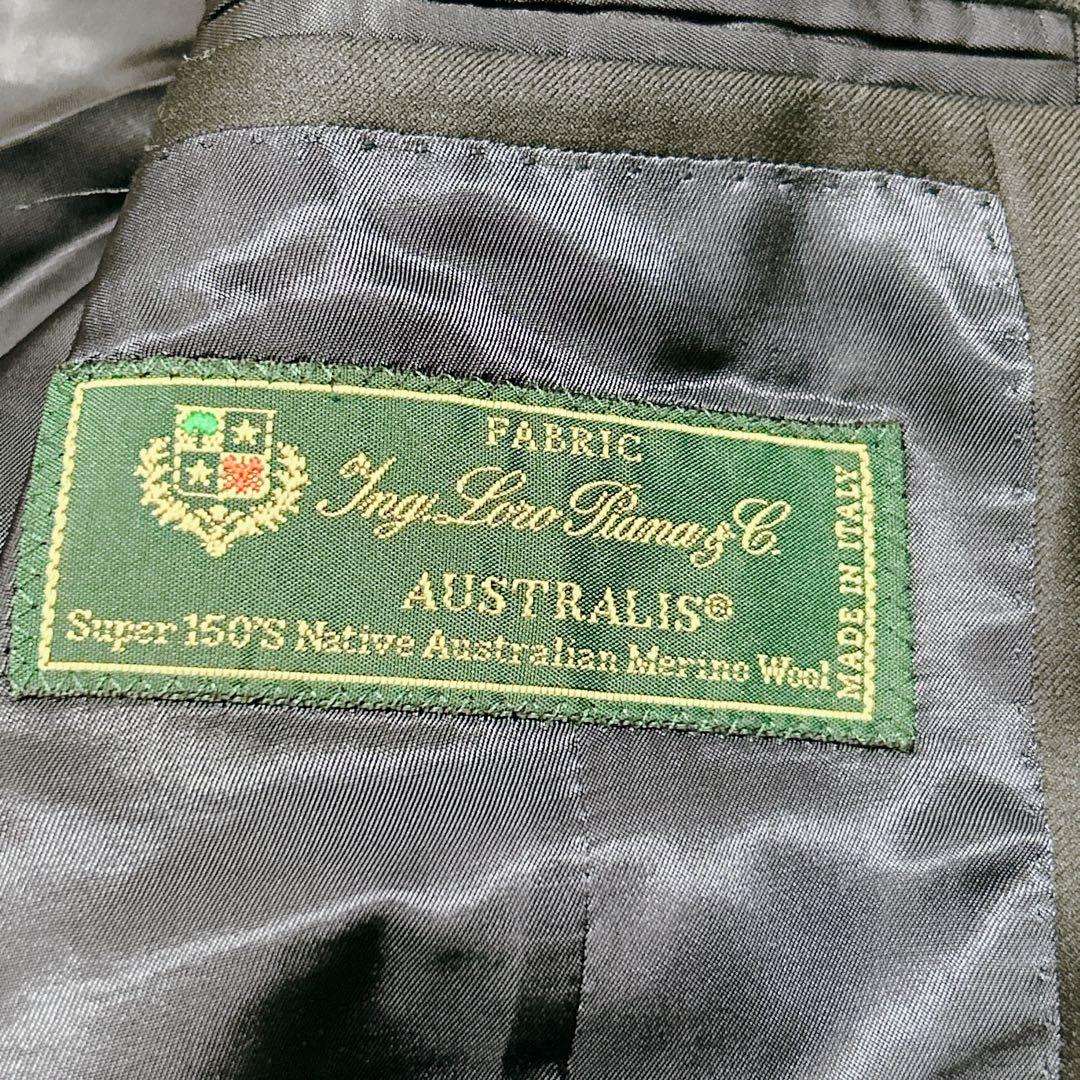 FABRIC
Ing. Loro Piana & C.
AUSTRALIS®
Super 150'S Native Australian Merino Wool
MADE IN ITALY